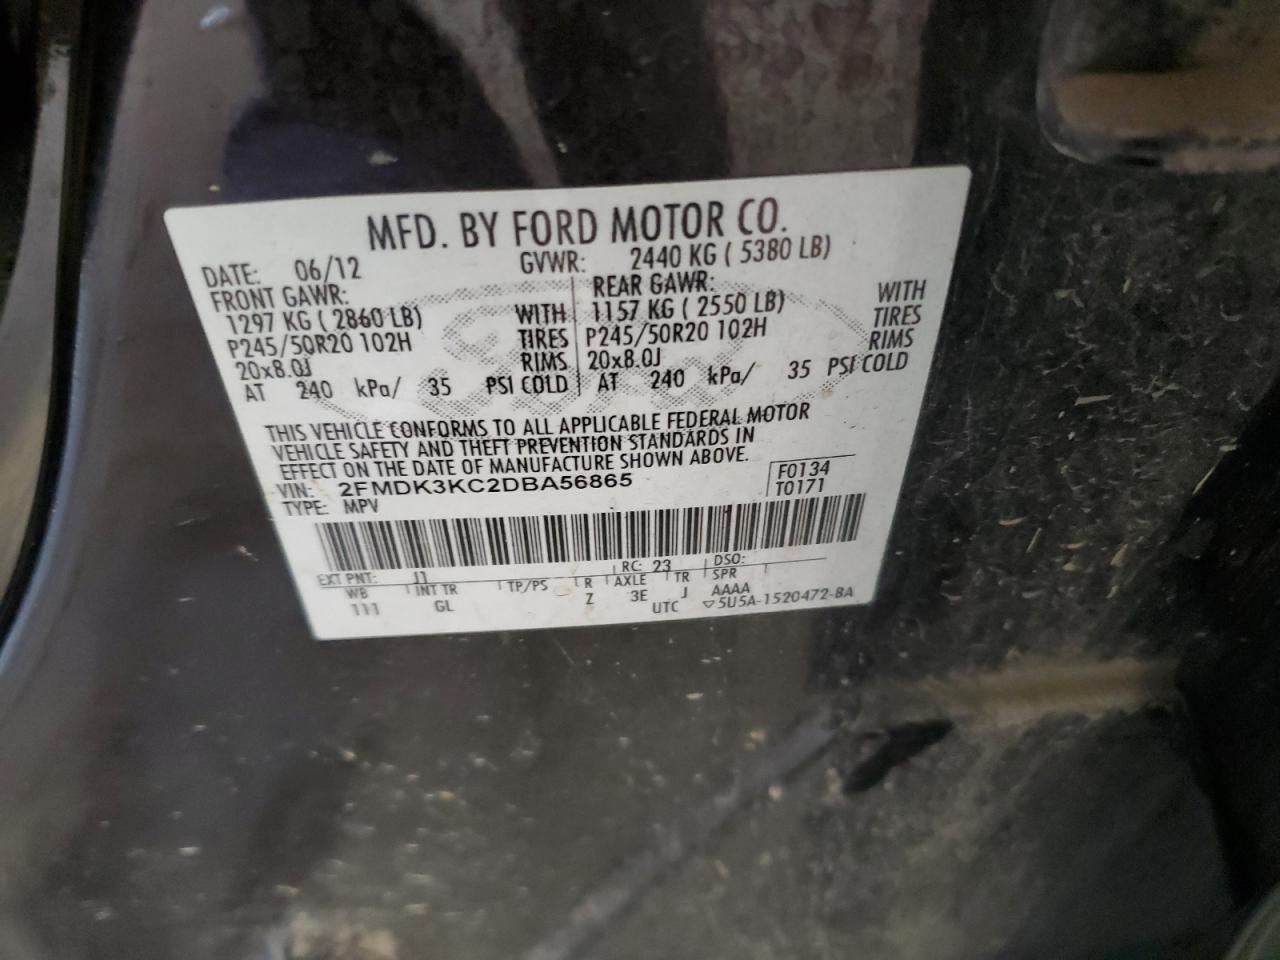 MFD. BY FORD MOTOR CO.
DATE: 06/12 GVWR: 2440 KG ( 5380 LB)
FRONT GAWR: REAR GAWR:
1297 KG ( 2860 LB) WITH 1157 KG ( 2550 LB) WITH
P245/50R20 102H TIRES P245/50R20 102H TIRES
20x8.0J RIMS 20x8.0J RIMS
AT 240 kPa/ 35 PSI COLD AT 240 kPa/ 35 PSI COLD
THIS VEHICLE CONFORMS TO ALL APPLICABLE FEDERAL MOTOR
VEHICLE SAFETY AND THEFT PREVENTION STANDARDS IN
EFFECT ON THE DATE OF MANUFACTURE SHOWN ABOVE.
VIN: 2FMDK3KC2DBA56865 F0134
TYPE: MPV T0171
EXT PNT: J1 RC: 23 DSO:
WB INT TR TP/PS R AXLE TR SPR
111 GL Z 3E J AAAA
UTC ▽5U5A-1520472-BA